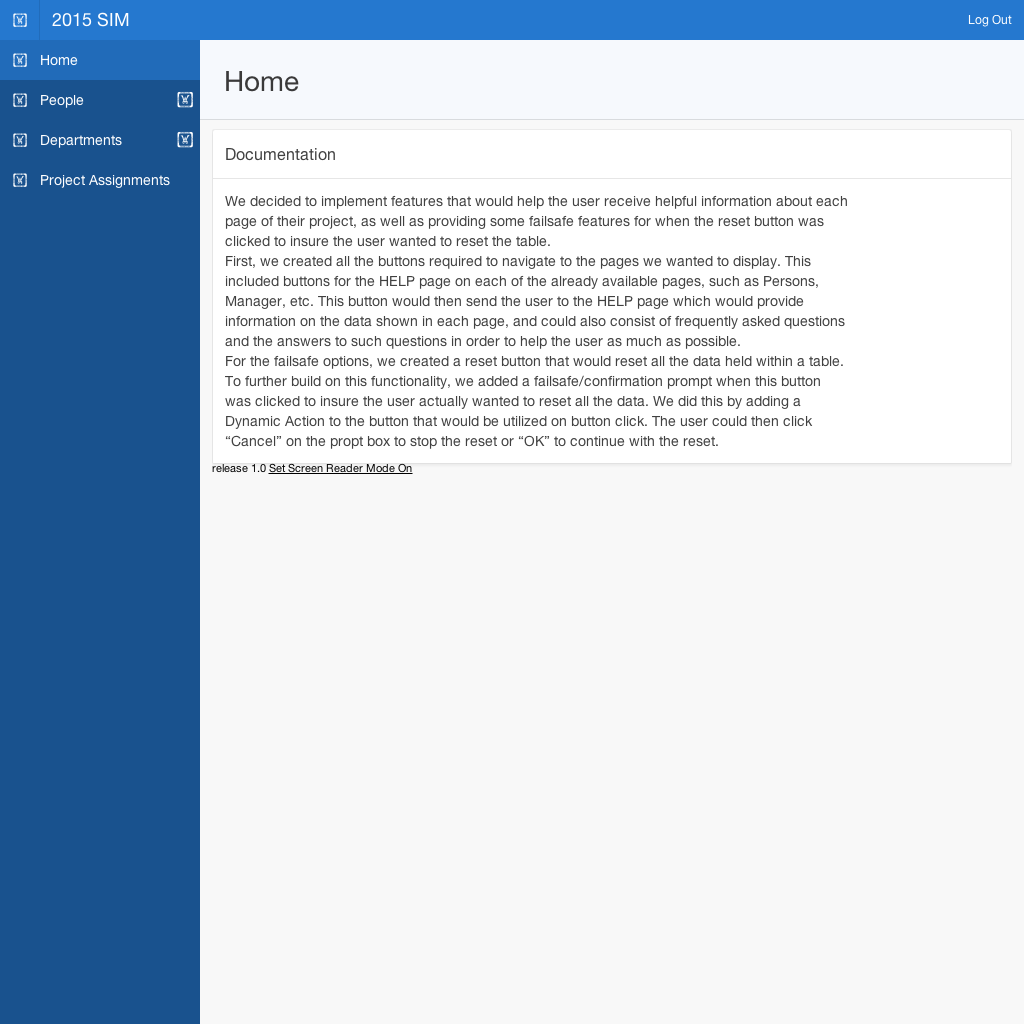 2015 SIM
Log Out
Home
People
Departments
Project Assignments
Home
Documentation
We decided to implement features that would help the user receive helpful information about each
page of their project, as well as providing some failsafe features for when the reset button was
clicked to insure the user wanted to reset the table.
First, we created all the buttons required to navigate to the pages we wanted to display. This
included buttons for the HELP page on each of the already available pages, such as Persons,
Manager, etc. This button would then send the user to the HELP page which would provide
information on the data shown in each page, and could also consist of frequently asked questions
and the answers to such questions in order to help the user as much as possible.
For the failsafe options, we created a reset button that would reset all the data held within a table.
To further build on this functionality, we added a failsafe/confirmation prompt when this button
was clicked to insure the user actually wanted to reset all the data. We did this by adding a
Dynamic Action to the button that would be utilized on button click. The user could then click
“Cancel” on the propt box to stop the reset or “OK” to continue with the reset.
release 1.0 Set Screen Reader Mode On